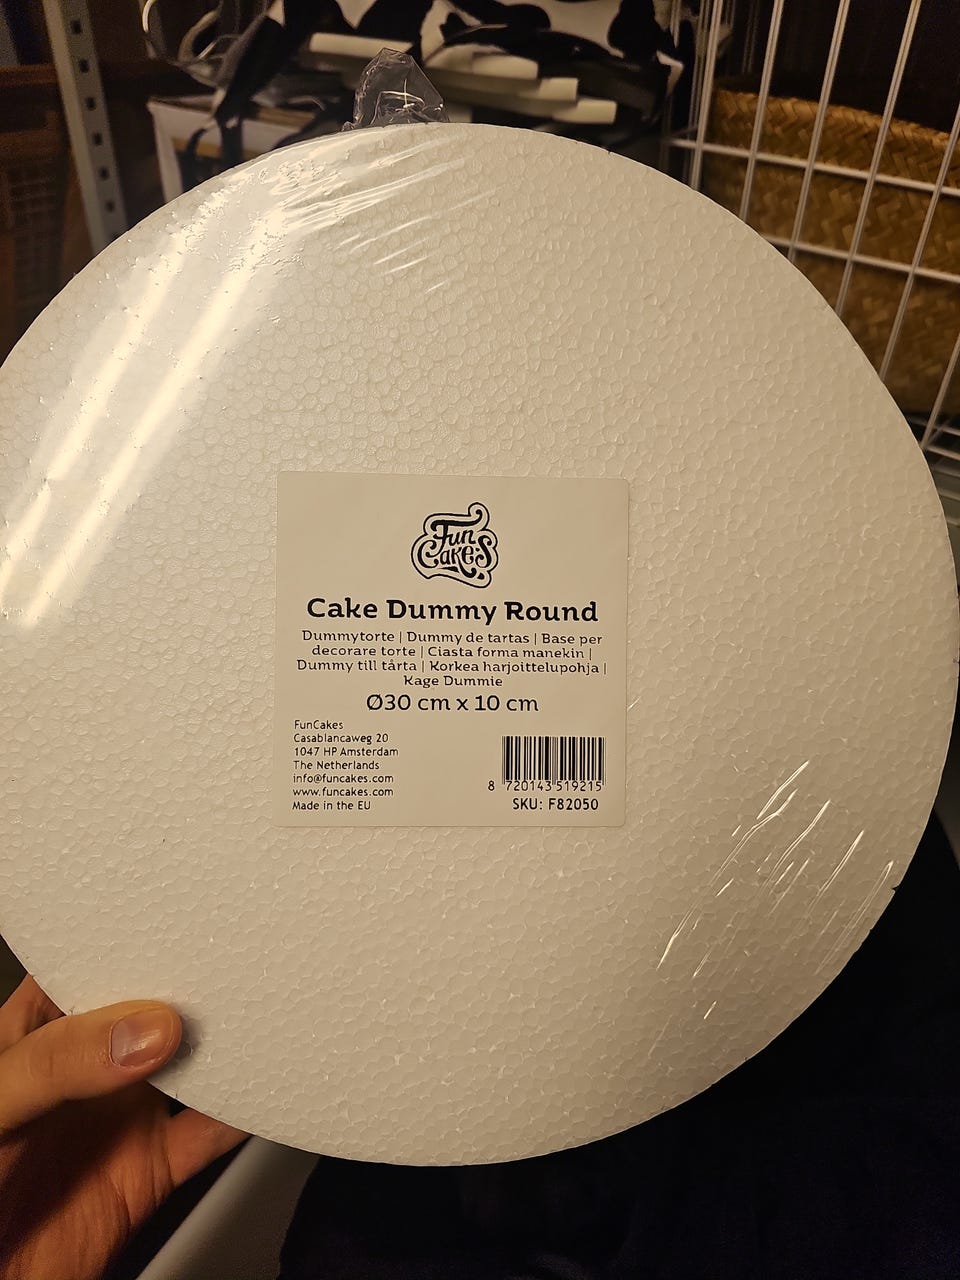 Fun
Cakes
Cake Dummy Round
Dummytorte | Dummy de tartas | Base per
decorare torte | Ciasta forma manekin |
Dummy till tårta | Korkea harjoittelupohja |
Kage Dummie
Ø30 cm x 10 cm
FunCakes
Casablancaweg 20
1047 HP Amsterdam
The Netherlands
info@funcakes.com
www.funcakes.com
Made in the EU
8 720143 519215
SKU: F82050